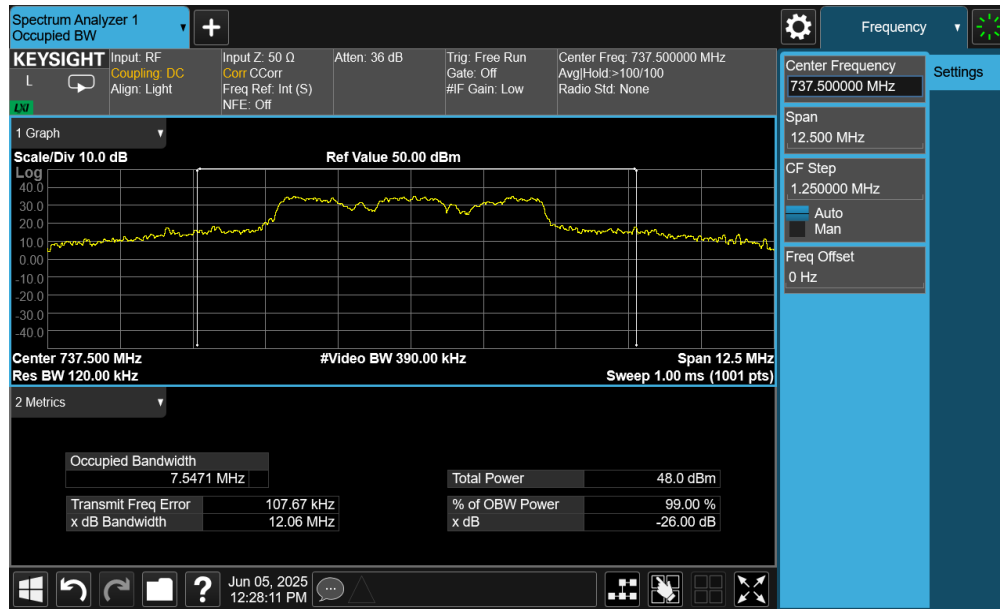 Spectrum Analyzer 1
Occupied BW
+
Frequency
KEYSIGHT
L
LXI
Input: RF
Coupling: DC
Align: Light
Input Z: 50 Ω
Corr CCorr
Freq Ref: Int (S)
NFE: Off
Atten: 36 dB
Trig: Free Run
Gate: Off
#IF Gain: Low
Center Freq: 737.500000 MHz
Avg|Hold:>100/100
Radio Std: None
Center Frequency
737.500000 MHz
Settings
Span
12.500 MHz
CF Step
1.250000 MHz
Auto
Man
Freq Offset
0 Hz
1 Graph
Scale/Div 10.0 dB
Ref Value 50.00 dBm
Log
40.0
30.0
20.0
10.0
0.00
-10.0
-20.0
-30.0
-40.0
Center 737.500 MHz
#Video BW 390.00 kHz
Span 12.5 MHz
Res BW 120.00 kHz
Sweep 1.00 ms (1001 pts)
2 Metrics
Occupied Bandwidth
7.5471 MHz
Total Power 48.0 dBm
Transmit Freq Error 107.67 kHz
% of OBW Power 99.00 %
x dB Bandwidth 12.06 MHz
x dB -26.00 dB
?
Jun 05, 2025
12:28:11 PM